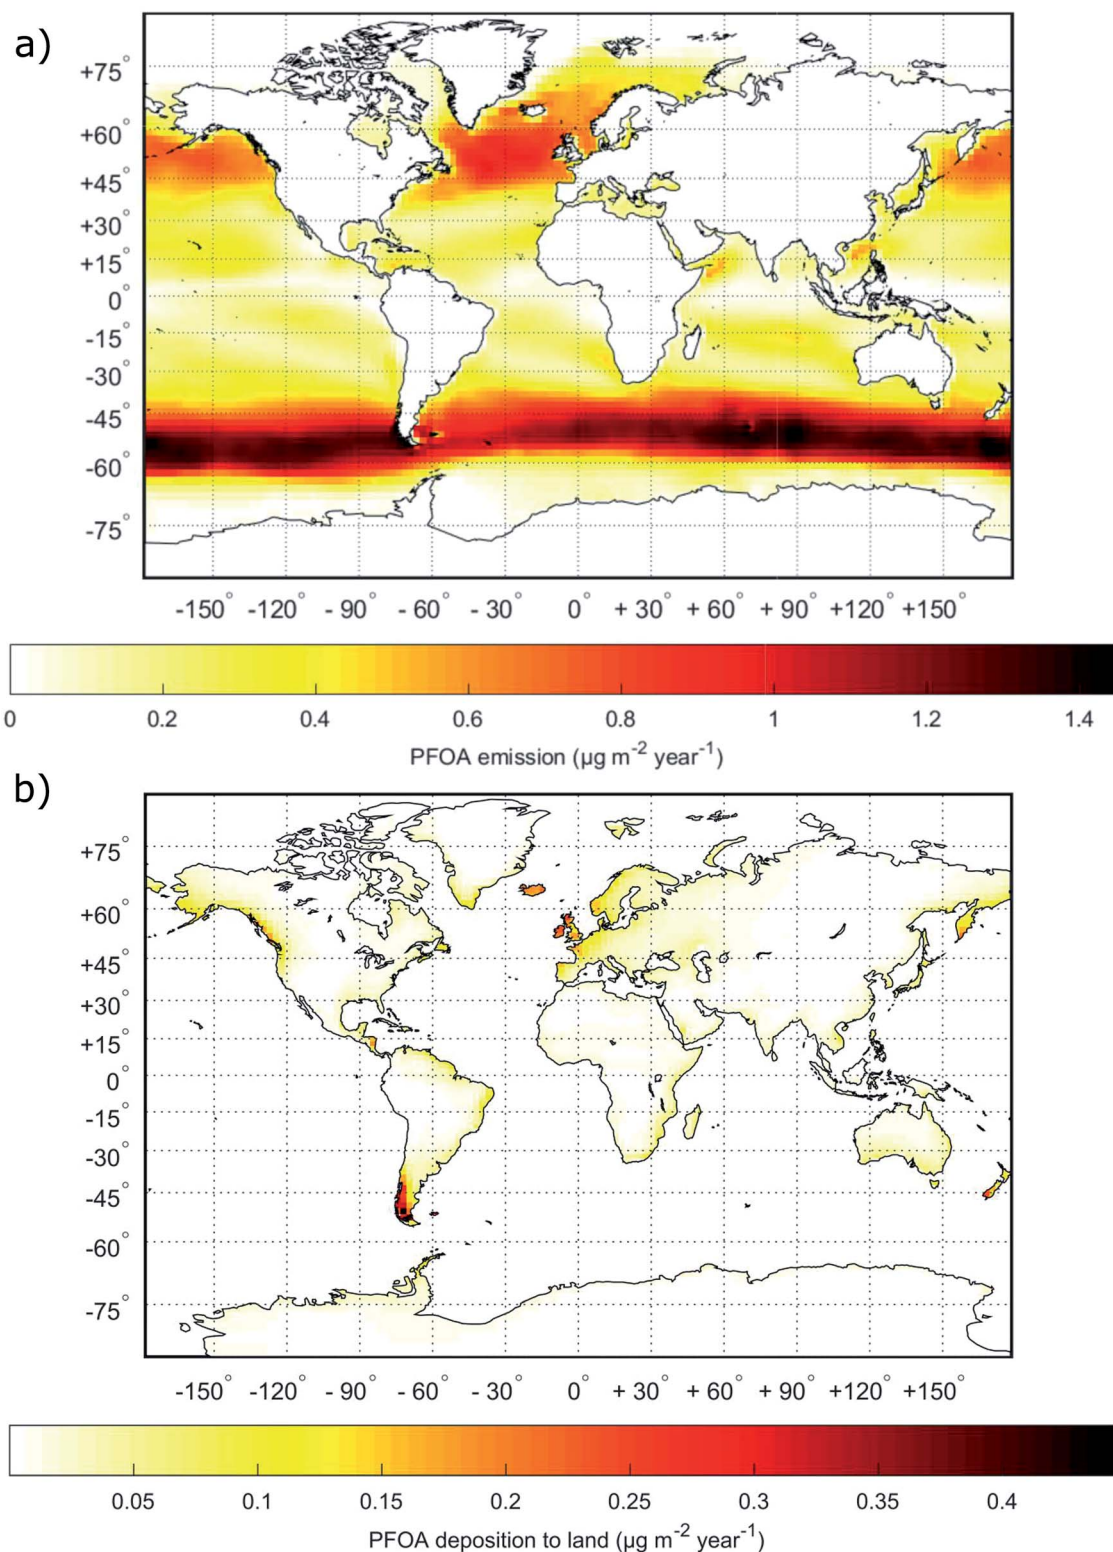 a)
+75°
+60°
+45°
+30°
+15°
0°
-15°
-30°
-45°
-60°
-75°
-150° -120° - 90° - 60° - 30° 0° + 30° + 60° + 90° +120° +150°
0 0.2 0.4 0.6 0.8 1 1.2 1.4
PFOA emission (μg m⁻² year⁻¹)
b)
+75°
+60°
+45°
+30°
+15°
0°
-15°
-30°
-45°
-60°
-75°
-150° -120° - 90° - 60° - 30° 0° + 30° + 60° + 90° +120° +150°
0.05 0.1 0.15 0.2 0.25 0.3 0.35 0.4
PFOA deposition to land (μg m⁻² year⁻¹)